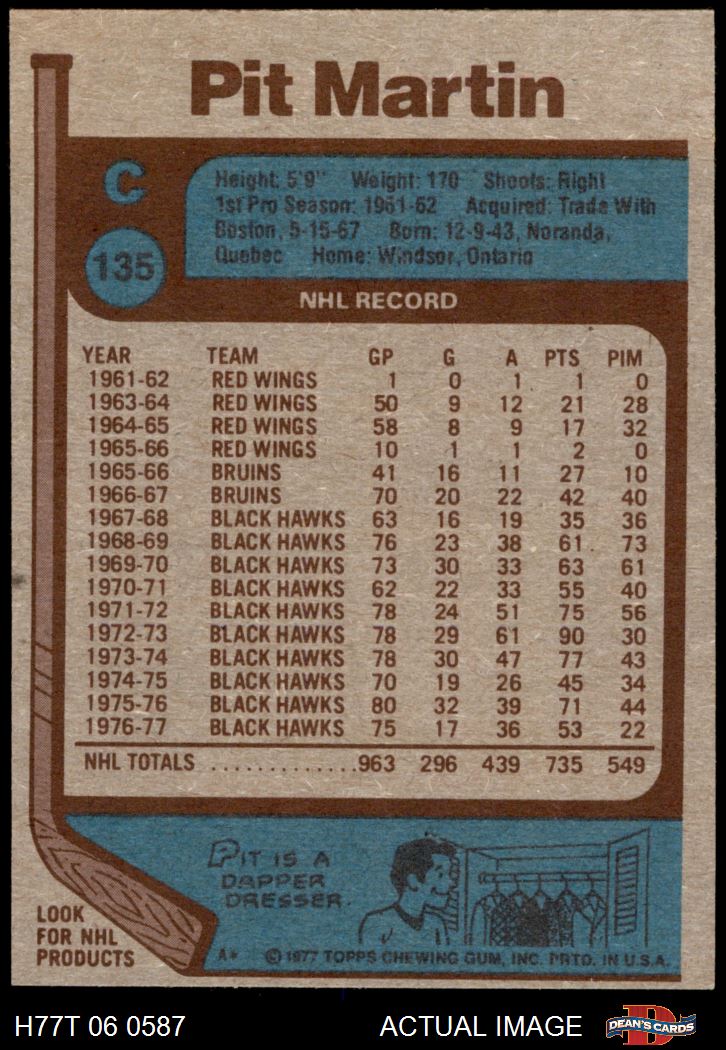 Pit Martin
C
135
Height: 5'9" Weight: 170 Shoots: Right
1st Pro Season: 1961-62 Acquired: Trade With
Boston, 5-15-67 Born: 12-9-43, Noranda,
Quebec Home: Windsor, Ontario
NHL RECORD
YEAR TEAM GP G A PTS PIM
1961-62 RED WINGS 1 0 1 1 0
1963-64 RED WINGS 50 9 12 21 28
1964-65 RED WINGS 58 8 9 17 32
1965-66 RED WINGS 10 1 1 2 0
1965-66 BRUINS 41 16 11 27 10
1966-67 BRUINS 70 20 22 42 40
1967-68 BLACK HAWKS 63 16 19 35 36
1968-69 BLACK HAWKS 76 23 38 61 73
1969-70 BLACK HAWKS 73 30 33 63 61
1970-71 BLACK HAWKS 62 22 33 55 40
1971-72 BLACK HAWKS 78 24 51 75 56
1972-73 BLACK HAWKS 78 29 61 90 30
1973-74 BLACK HAWKS 78 30 47 77 43
1974-75 BLACK HAWKS 70 19 26 45 34
1975-76 BLACK HAWKS 80 32 39 71 44
1976-77 BLACK HAWKS 75 17 36 53 22
NHL TOTALS ............963 296 439 735 549
PIT IS A
DAPPER
DRESSER.
LOOK
FOR NHL
PRODUCTS
A* © 1977 TOPPS CHEWING GUM, INC. PRTD. IN U.S.A.
H77T 06 0587 ACTUAL IMAGE D DEAN'S CARDS